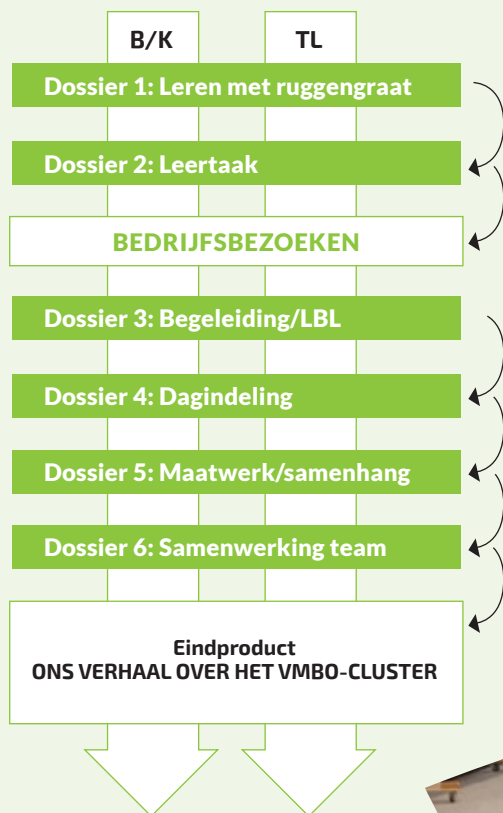 B/K
TL
Dossier 1: Leren met ruggengraat
Dossier 2: Leertaak
BEDRIJFSBEZOEKEN
Dossier 3: Begeleiding/LBL
Dossier 4: Dagindeling
Dossier 5: Maatwerk/samenhang
Dossier 6: Samenwerking team
Eindproduct
ONS VERHAAL OVER HET VMBO-CLUSTER